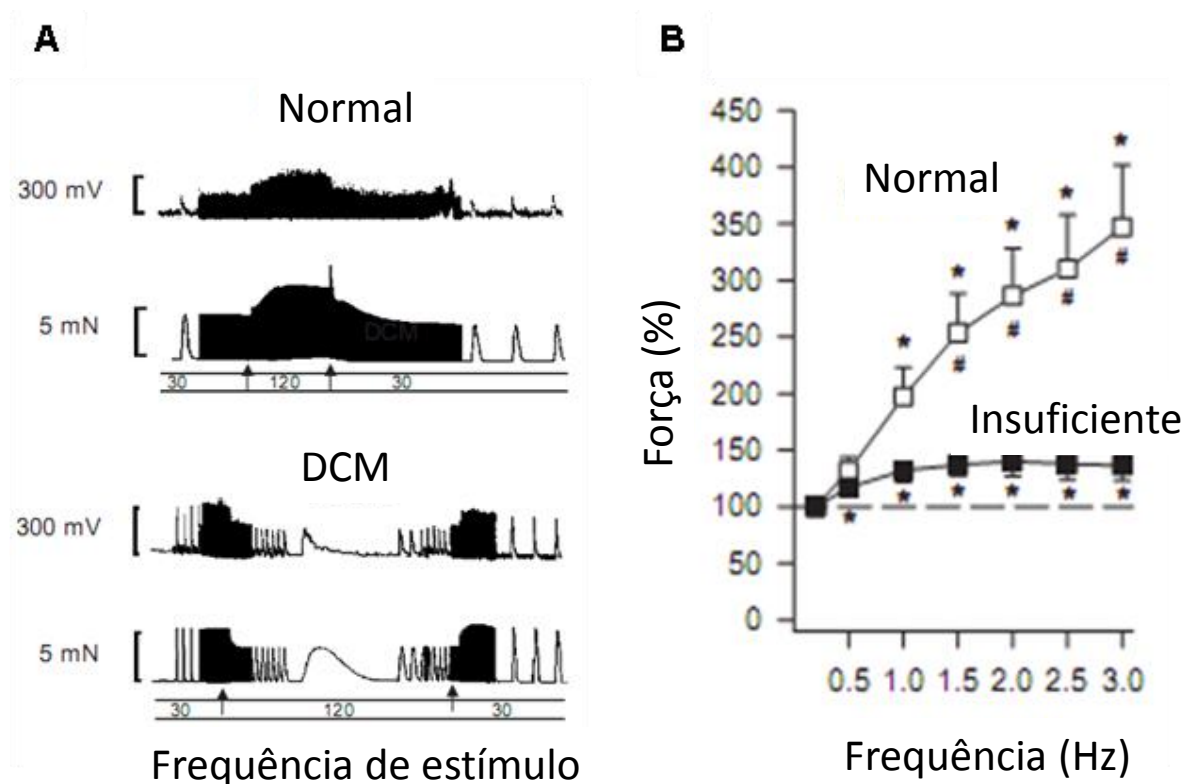 A
Normal
300 mV
5 mN
DCM
30 120 30
DCM
300 mV
5 mN
30 120 30
Frequência de estímulo
B
450
400
350
300
250
200
150
100
50
0
Normal
Insuficiente
* * * * * *
# # # #
* * * * * *
Força (%)
0.5 1.0 1.5 2.0 2.5 3.0
Frequência (Hz)